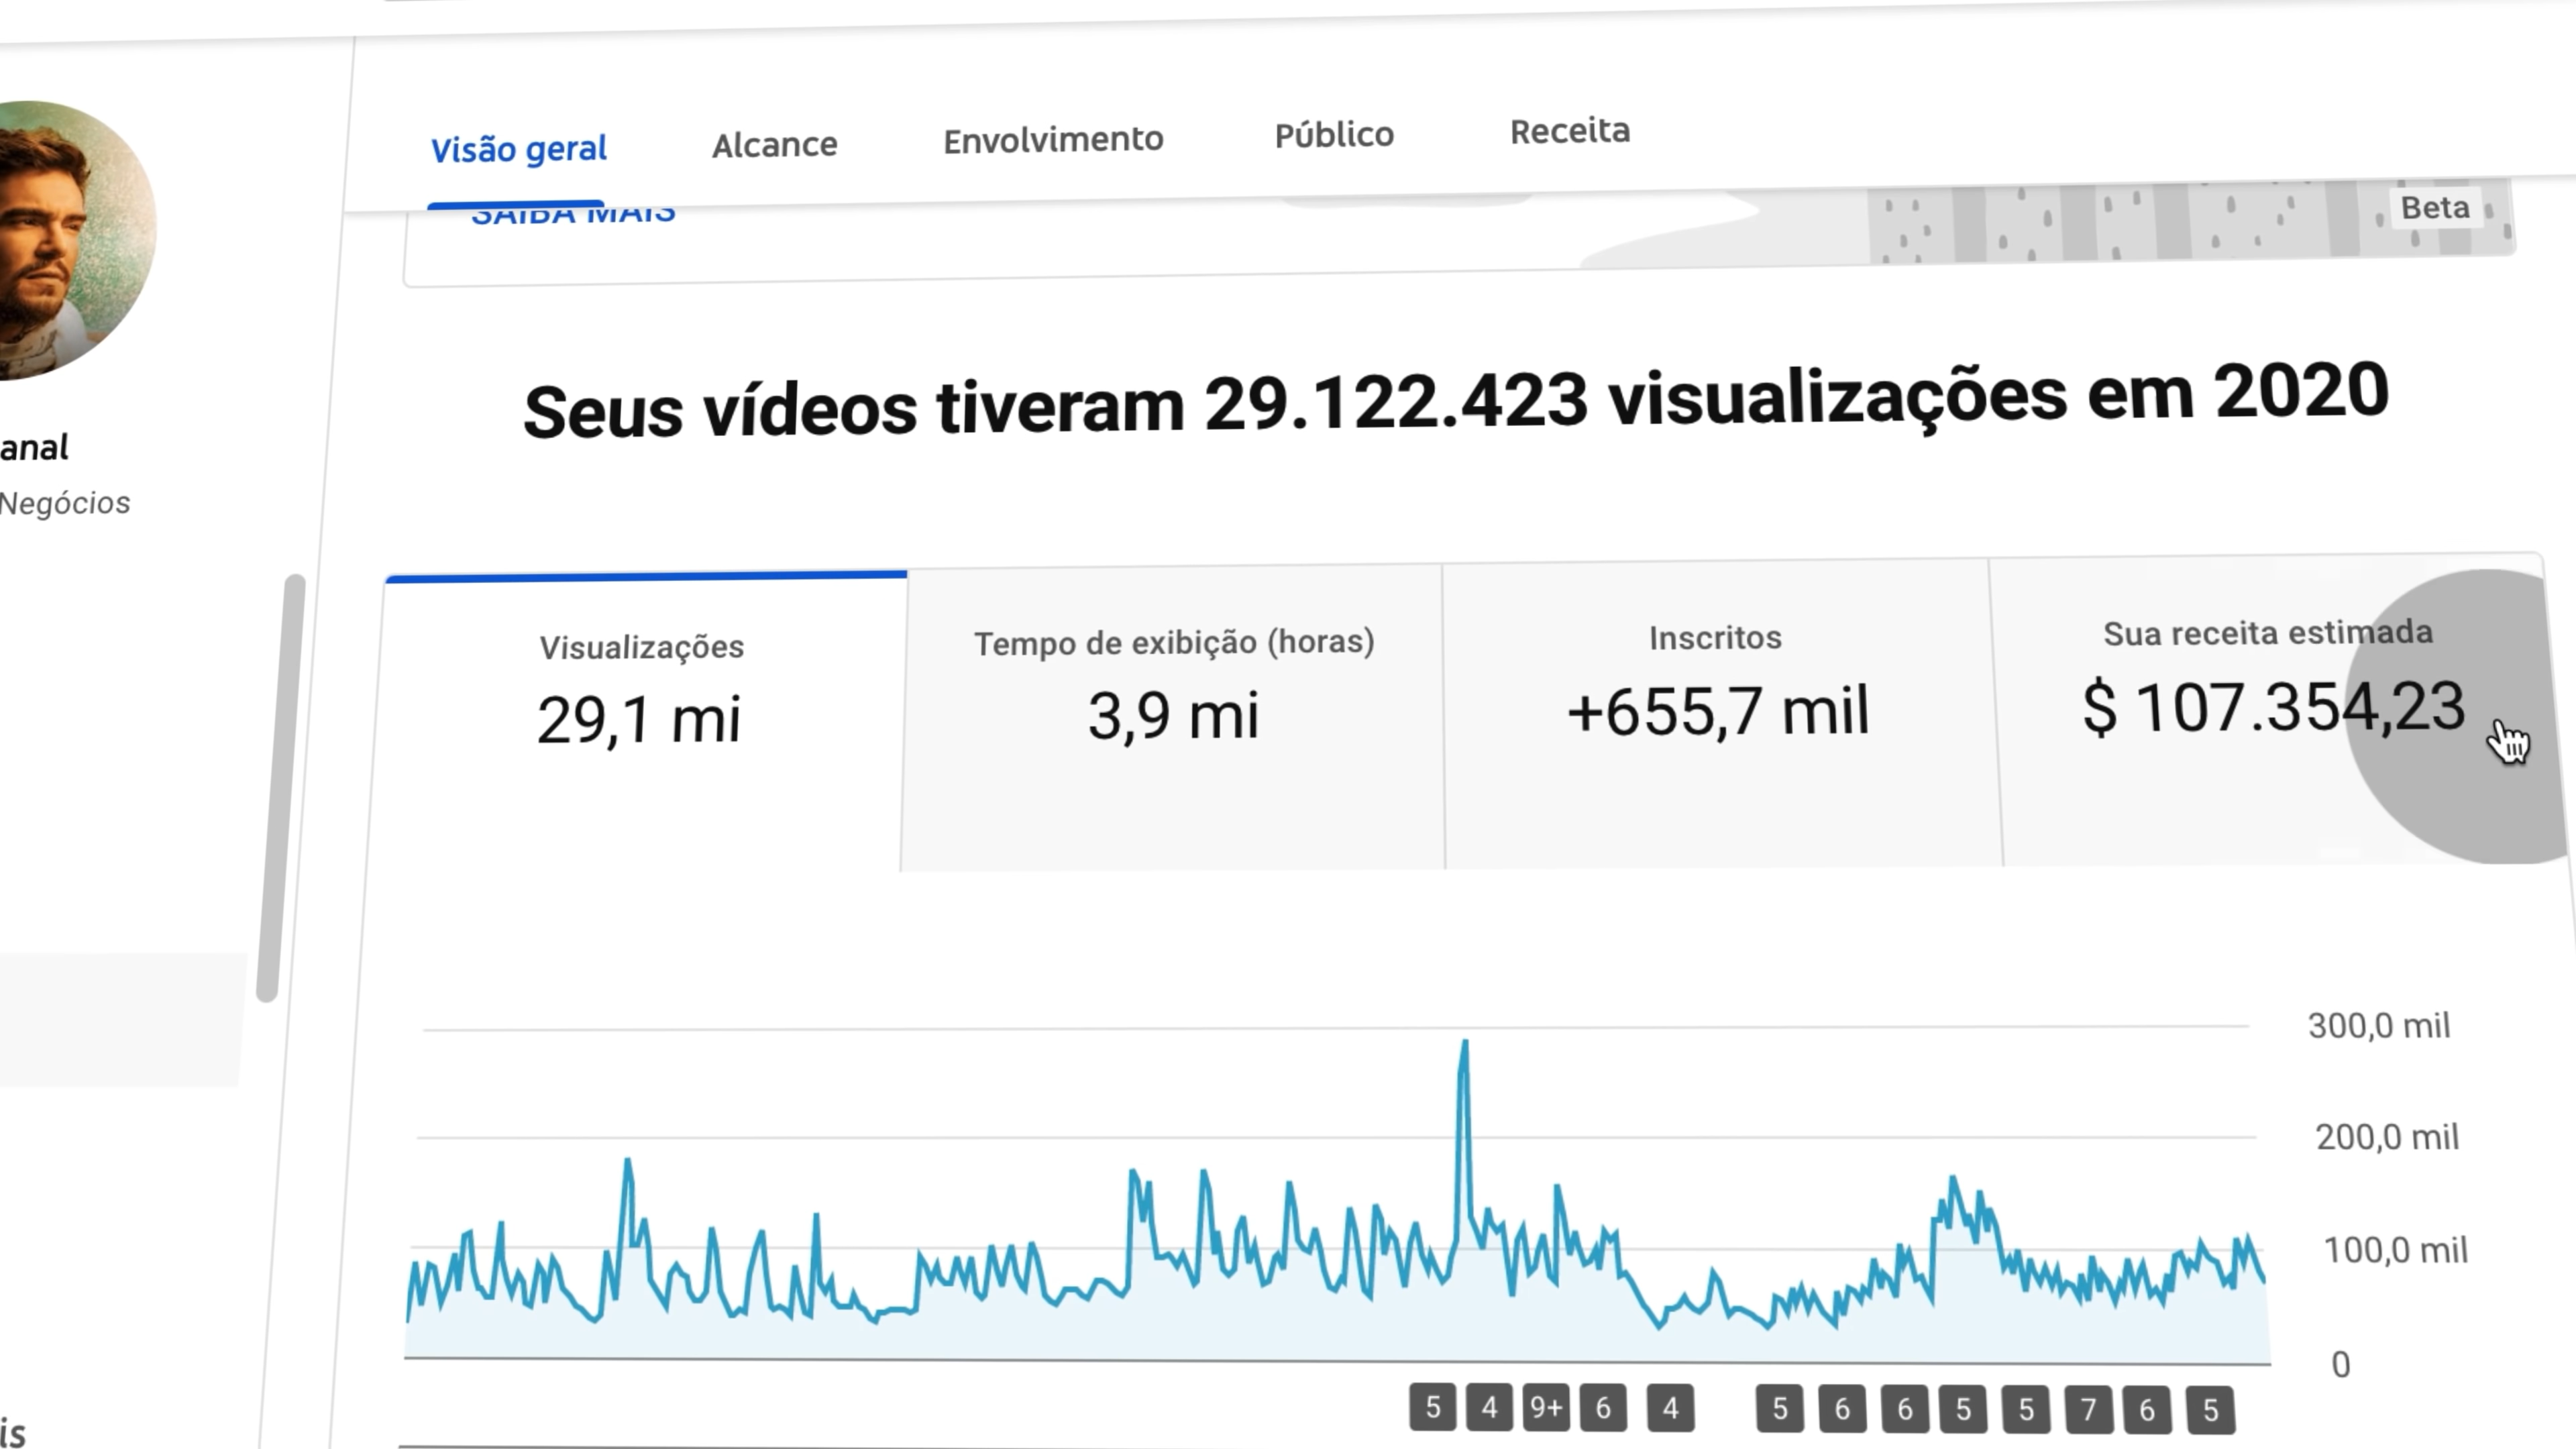 Visão geral
Alcance
Envolvimento
Público
Receita
SAIBA MAIS
Beta
anal
Negócios
Seus vídeos tiveram 29.122.423 visualizações em 2020
Visualizações
29,1 mi
Tempo de exibição (horas)
3,9 mi
Inscritos
+655,7 mil
Sua receita estimada
$ 107.354,23
300,0 mil
200,0 mil
100,0 mil
0
5 4 9+ 6 4 5 6 6 5 5 7 6 5
is